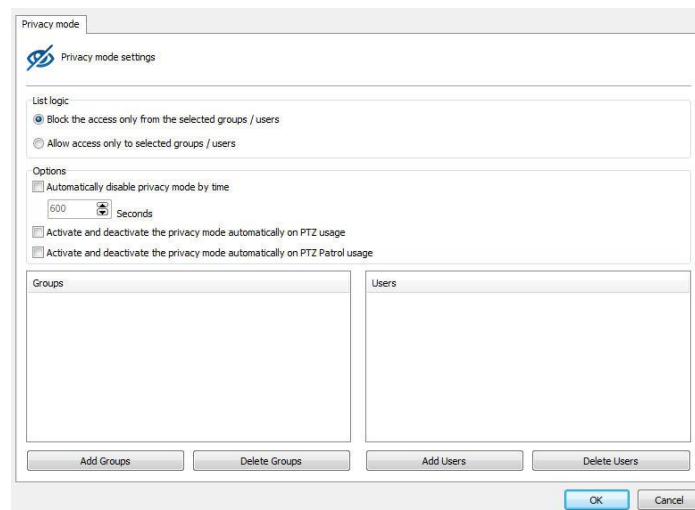 Privacy mode
Privacy mode settings
List logic
Block the access only from the selected groups / users
Allow access only to selected groups / users
Options
Automatically disable privacy mode by time
600 Seconds
Activate and deactivate the privacy mode automatically on PTZ usage
Activate and deactivate the privacy mode automatically on PTZ Patrol usage
Groups Users
Add Groups Delete Groups Add Users Delete Users
OK Cancel